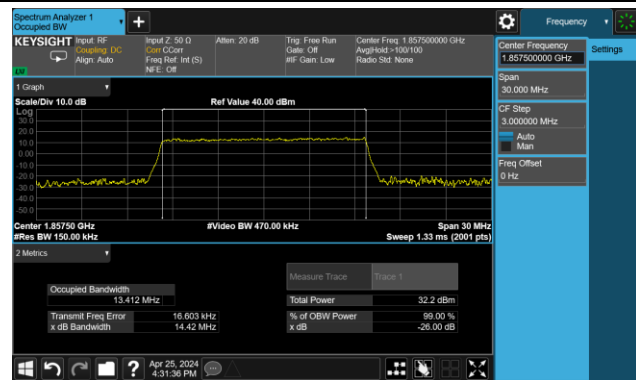 Spectrum Analyzer 1
Occupied BW
Frequency
KEYSIGHT
Input: RF
Coupling: DC
Align: Auto
Input Z: 50 Ω
Corr CCorr
Freq Ref: Int (S)
NFE: Off
Atten: 20 dB
Trig: Free Run
Gate: Off
#IF Gain: Low
Center Freq: 1.857500000 GHz
Avg|Hold:>100/100
Radio Std: None
Center Frequency
1.857500000 GHz
Settings
Span
30.000 MHz
CF Step
3.000000 MHz
Auto
Man
Freq Offset
0 Hz
1 Graph
Scale/Div 10.0 dB
Ref Value 40.00 dBm
Log
30.0
20.0
10.0
0.00
-10.0
-20.0
-30.0
-40.0
-50.0
Center 1.85750 GHz
#Video BW 470.00 kHz
Span 30 MHz
#Res BW 150.00 kHz
Sweep 1.33 ms (2001 pts)
2 Metrics
Measure Trace
Trace 1
Occupied Bandwidth
13.412 MHz
Total Power
32.2 dBm
Transmit Freq Error
16.603 kHz
% of OBW Power
99.00 %
x dB Bandwidth
14.42 MHz
x dB
-26.00 dB
Apr 25, 2024
4:31:36 PM